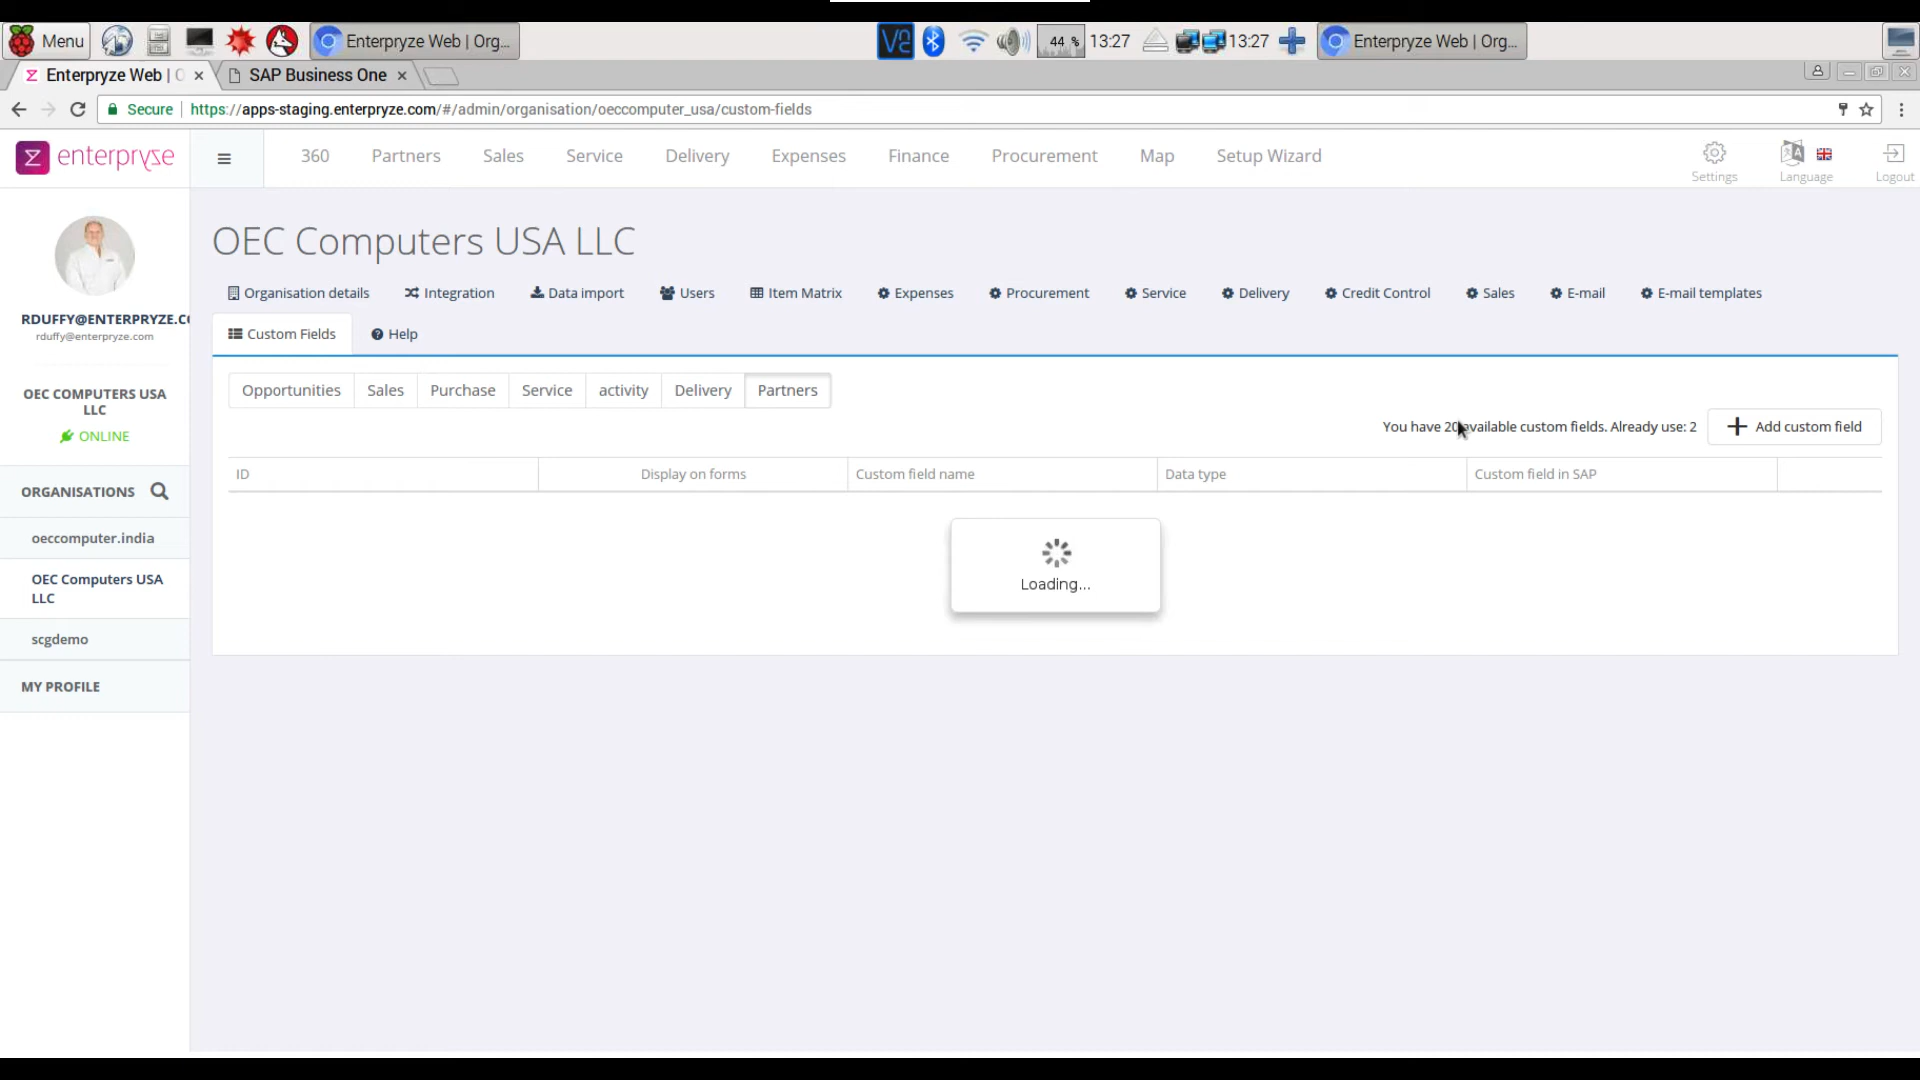 Menu
Enterpryze Web | Org...
44 %
13:27
13:27
Enterpryze Web | Org...
Enterpryze Web | O
SAP Business One
Secure
https://apps-staging.enterpryze.com/#/admin/organisation/oeccomputer_usa/custom-fields
enterpryze
360
Partners
Sales
Service
Delivery
Expenses
Finance
Procurement
Map
Setup Wizard
Settings
Language
Logout
RDUFFY@ENTERPRYZE.CO
rduffy@enterpryze.com
OEC COMPUTERS USA
LLC
ONLINE
ORGANISATIONS
oeccomputer.india
OEC Computers USA
LLC
scgdemo
MY PROFILE
OEC Computers USA LLC
Organisation details
Integration
Data import
Users
Item Matrix
Expenses
Procurement
Service
Delivery
Credit Control
Sales
E-mail
E-mail templates
Custom Fields
Help
Opportunities
Sales
Purchase
Service
activity
Delivery
Partners
You have 20 available custom fields. Already use: 2
Add custom field
ID
Display on forms
Custom field name
Data type
Custom field in SAP
Loading...